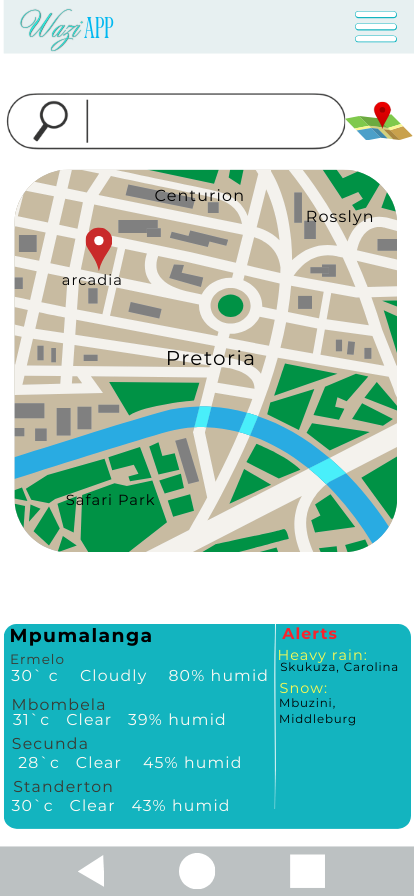 Wazi APP
Centurion
Rosslyn
arcadia
Pretoria
Safari Park
Mpumalanga
Ermelo
30` c Cloudly 80% humid
Mbombela
31`c Clear 39% humid
Secunda
28`c Clear 45% humid
Standerton
30`c Clear 43% humid
Alerts
Heavy rain:
Skukuza, Carolina
Snow:
Mbuzini,
Middleburg